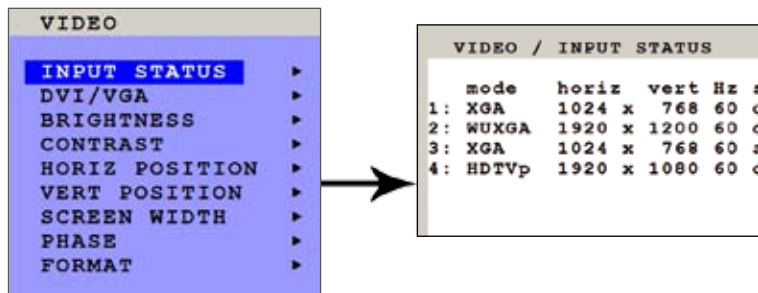 VIDEO
INPUT STATUS
DVI/VGA
BRIGHTNESS
CONTRAST
HORIZ POSITION
VERT POSITION
SCREEN WIDTH
PHASE
FORMAT
VIDEO / INPUT STATUS
mode horiz vert Hz
1: XGA 1024 x 768 60
2: WUXGA 1920 x 1200 60
3: XGA 1024 x 768 60
4: HDTVp 1920 x 1080 60